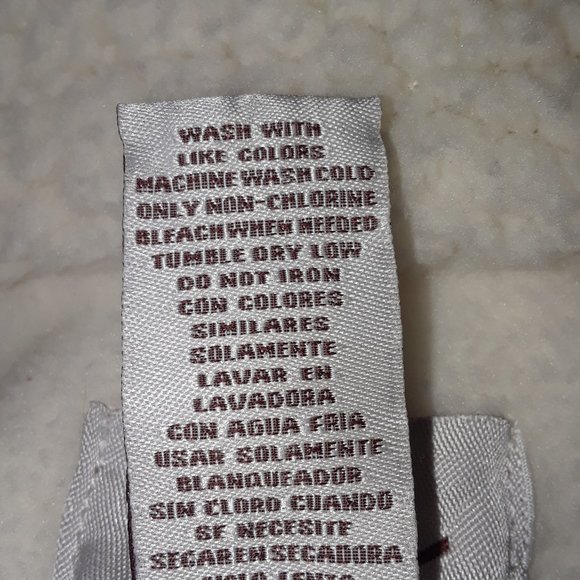 WASH WITH
LIKE COLORS
MACHINE WASH COLD
ONLY NON-CHLORINE
BLEACH WHEN NEEDED
TUMBLE DRY LOW
DO NOT IRON
CON COLORES
SIMILARES
SOLAMENTE
LAVAR EN
LAVADORA
CON AGUA FRIA
USAR SOLAMENTE
BLANQUEADOR
SIN CLORO CUANDO
SE NECESITE
SECAR EN SECADORA